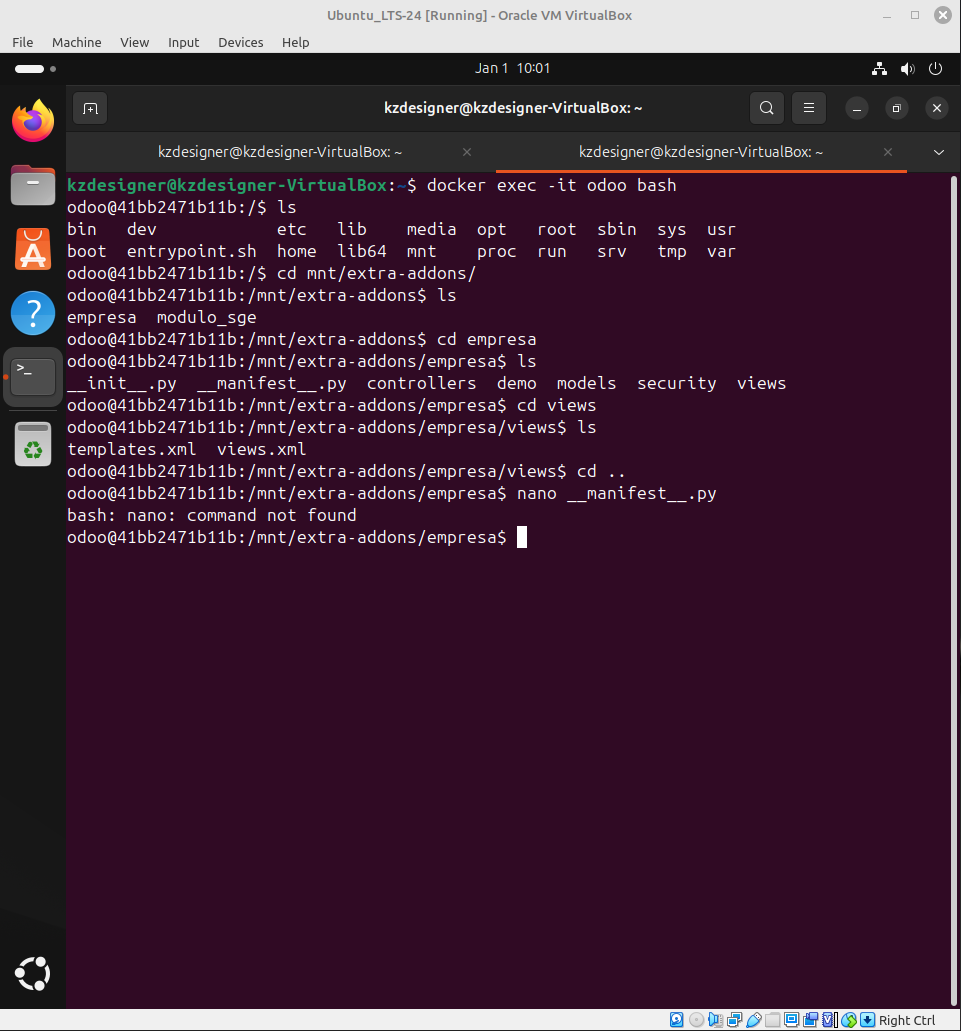 Ubuntu_LTS-24 [Running] - Oracle VM VirtualBox
File Machine View Input Devices Help
Jan 1 10:01
kzdesigner@kzdesigner-VirtualBox: ~
kzdesigner@kzdesigner-VirtualBox: ~ kzdesigner@kzdesigner-VirtualBox: ~
kzdesigner@kzdesigner-VirtualBox:~$ docker exec -it odoo bash
odoo@41bb2471b11b:/$ ls
bin dev etc lib media opt root sbin sys usr
boot entrypoint.sh home lib64 mnt proc run srv tmp var
odoo@41bb2471b11b:/$ cd mnt/extra-addons/
odoo@41bb2471b11b:/mnt/extra-addons$ ls
empresa modulo_sge
odoo@41bb2471b11b:/mnt/extra-addons$ cd empresa
odoo@41bb2471b11b:/mnt/extra-addons/empresa$ ls
__init__.py __manifest__.py controllers demo models security views
odoo@41bb2471b11b:/mnt/extra-addons/empresa$ cd views
odoo@41bb2471b11b:/mnt/extra-addons/empresa/views$ ls
templates.xml views.xml
odoo@41bb2471b11b:/mnt/extra-addons/empresa/views$ cd ..
odoo@41bb2471b11b:/mnt/extra-addons/empresa$ nano __manifest__.py
bash: nano: command not found
odoo@41bb2471b11b:/mnt/extra-addons/empresa$
Right Ctrl